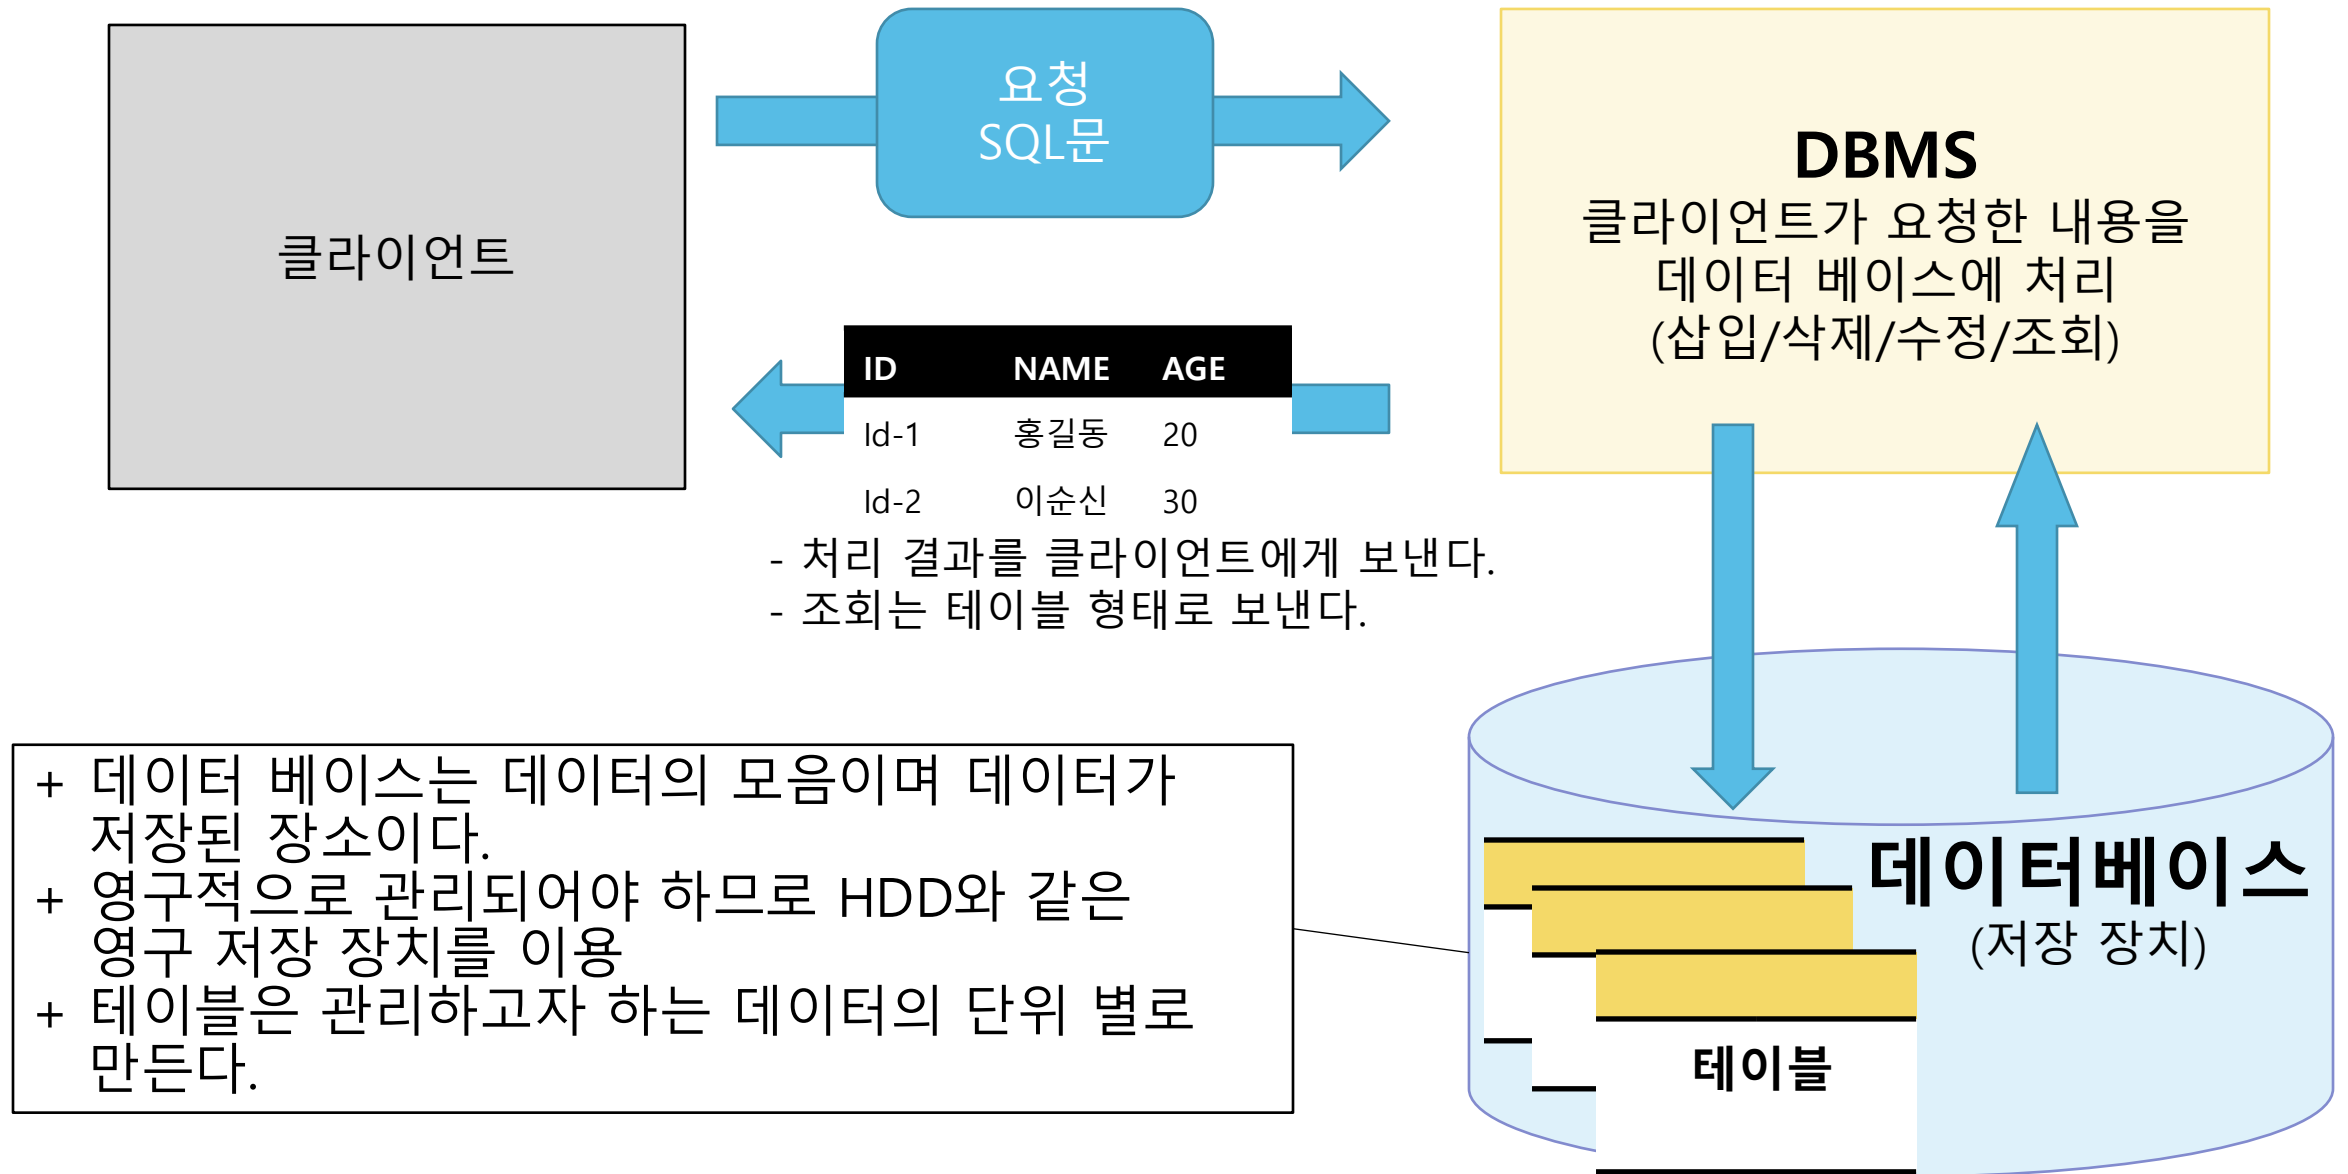 클라이언트
요청
SQL문
DBMS
클라이언트가 요청한 내용을
데이터 베이스에 처리
(삽입/삭제/수정/조회)
ID NAME AGE
Id-1 홍길동 20
Id-2 이순신 30
- 처리 결과를 클라이언트에게 보낸다.
- 조회는 테이블 형태로 보낸다.
+ 데이터 베이스는 데이터의 모음이며 데이터가
저장된 장소이다.
+ 영구적으로 관리되어야 하므로 HDD와 같은
영구 저장 장치를 이용
+ 테이블은 관리하고자 하는 데이터의 단위 별로
만든다.
데이터베이스
(저장 장치)
테이블